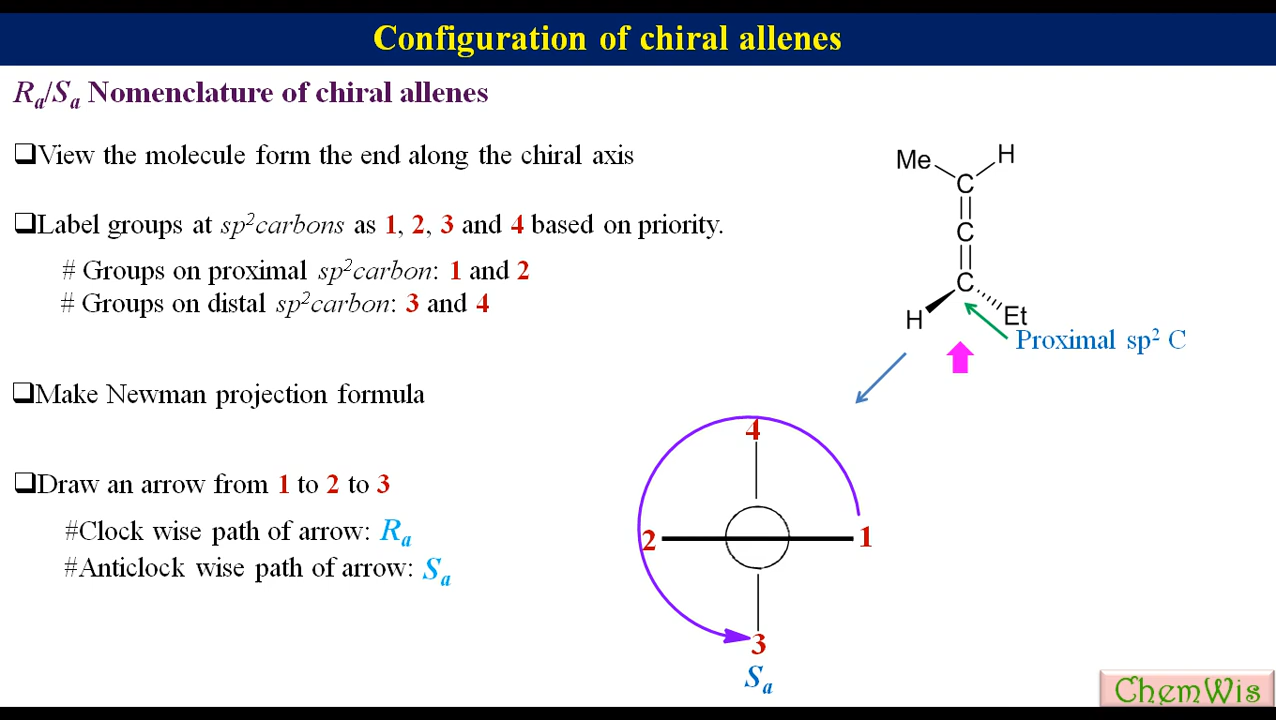 Configuration of chiral allenes
Ra/Sa Nomenclature of chiral allenes
❑View the molecule form the end along the chiral axis
❑Label groups at sp²carbons as 1, 2, 3 and 4 based on priority.
# Groups on proximal sp²carbon: 1 and 2
# Groups on distal sp²carbon: 3 and 4
❑Make Newman projection formula
❑Draw an arrow from 1 to 2 to 3
#Clock wise path of arrow: Ra
#Anticlock wise path of arrow: Sa
Me H
C
C
C
H Et
Proximal sp² C
4
2 1
3
Sa
ChemWis